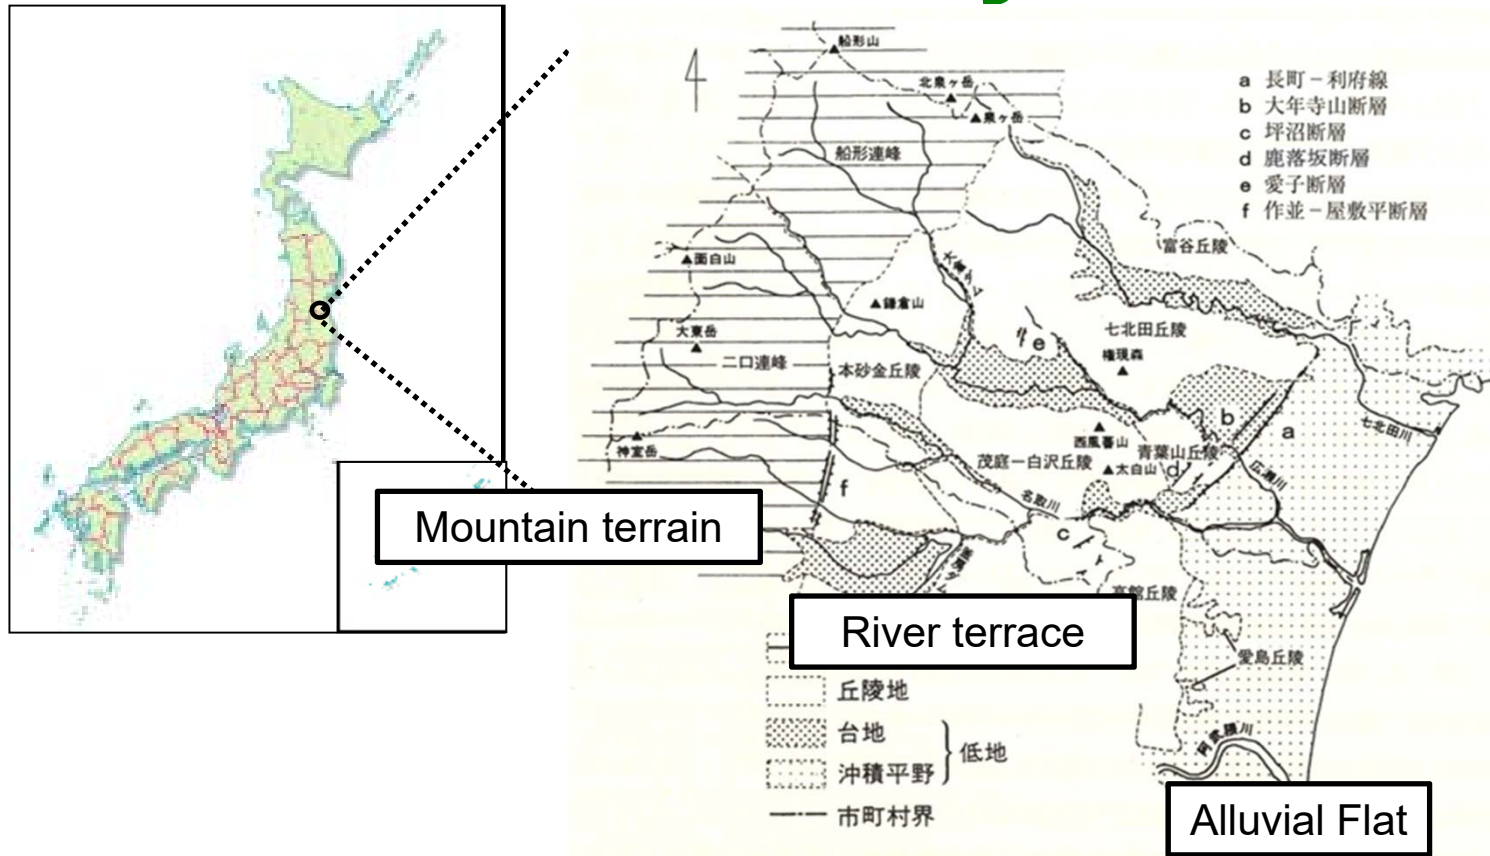 船形山
北泉ヶ岳
泉ヶ岳
船形連峰
a 長町－利府線
b 大年寺山断層
c 坪沼断層
d 鹿落坂断層
e 愛子断層
f 作並－屋敷平断層
富谷丘陵
面白山
鎌倉山
大東岳
二口連峰
本砂金丘陵
e
七北田丘陵
権現森
b
a
七北田川
神室岳
f
西風蕃山
青葉山丘陵
茂庭－白沢丘陵
太白山
d
広瀬川
名取川
c
Mountain terrain
高館丘陵
River terrace
愛島丘陵
丘陵地
台地
低地
沖積平野
阿武隈川
市町村界
Alluvial Flat